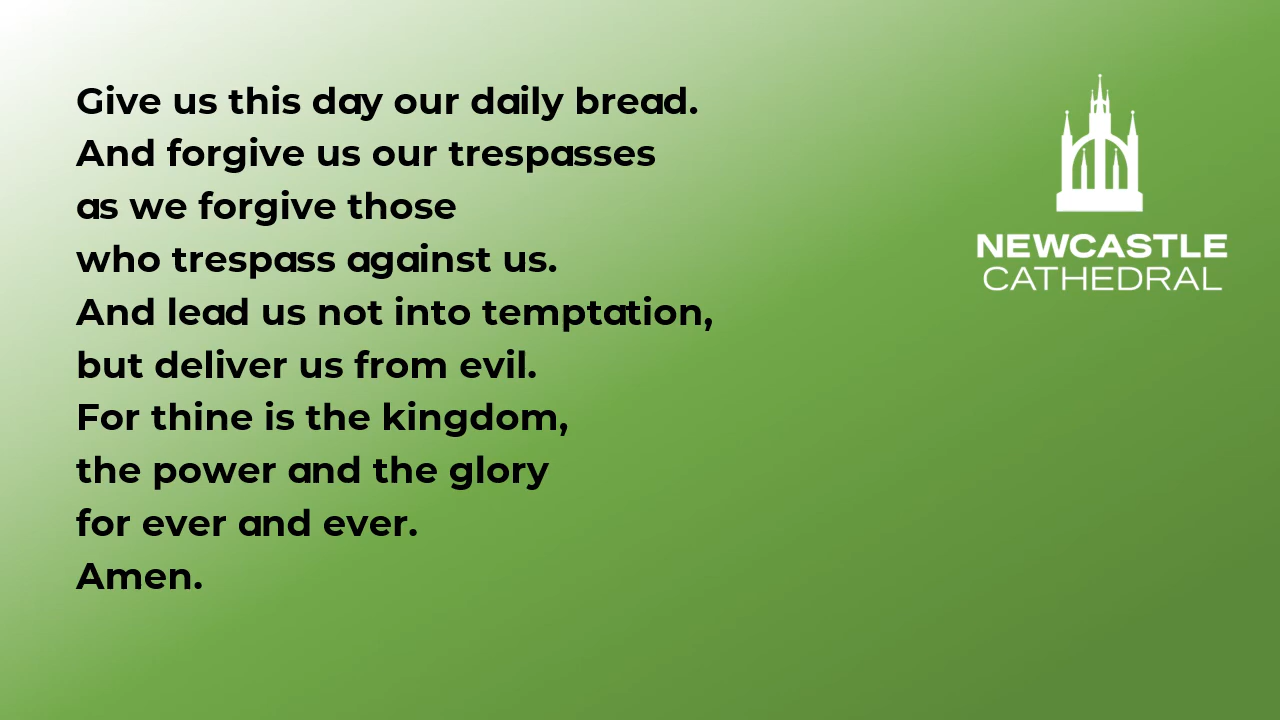 Give us this day our daily bread.
And forgive us our trespasses
as we forgive those
who trespass against us.
And lead us not into temptation,
but deliver us from evil.
For thine is the kingdom,
the power and the glory
for ever and ever.
Amen.
NEWCASTLE
CATHEDRAL